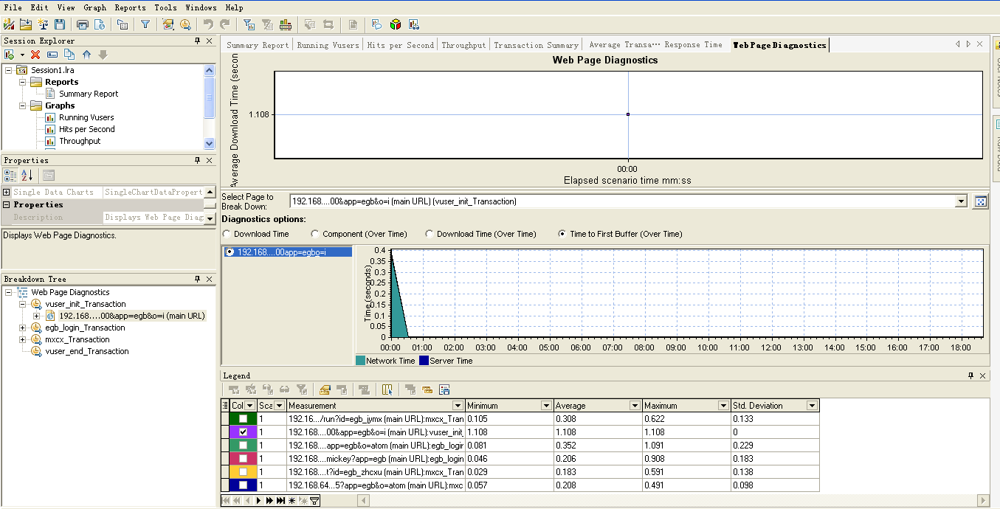 File Edit View Graph Reports Tools Windows Help
Session Explorer
Session1.lra
Reports
Summary Report
Graphs
Running Vusers
Hits per Second
Throughput
Properties
Single Data Charts SingleChartDataPropert
Properties
Description Displays Web Page Diag
Displays Web Page Diagnostics.
Breakdown Tree
Web Page Diagnostics
vuser_init_Transaction
192.168....00&app=egb&o=i (main URL)
egb_login_Transaction
mxcx_Transaction
vuser_end_Transaction
Summary Report Running Vusers Hits per Second Throughput Transaction Summary Average Transa... Response Time Web Page Diagnostics
Web Page Diagnostics
Average Download Time (secon
1.108
00:00
Elapsed scenario time mm:ss
Select Page to
Break Down:
192.168....00&app=egb&o=i (main URL) (vuser_init_Transaction)
Diagnostics options:
Download Time Component (Over Time) Download Time (Over Time) Time to First Buffer (Over Time)
192.168....00app=egbo=i
Time (seconds)
0.4
0.35
0.3
0.25
0.2
0.15
0.1
0.05
0
00:00 01:00 02:00 03:00 04:00 05:00 06:00 07:00 08:00 09:00 10:00 11:00 12:00 13:00 14:00 15:00 16:00 17:00 18:00
Network Time Server Time
Legend
Col Sca Measurement Minimum Average Maximum Std. Deviation
1 192.16.../run?id=egb_jymx (main URL):mxcx_Tran 0.105 0.308 0.622 0.133
1 192.168....00&app=egb&o=i (main URL):vuser_init_ 1.108 1.108 1.108 0
1 192.168....app=egb&o=atom (main URL):egb_logir 0.081 0.352 1.091 0.229
1 192.168....mickey?app=egb (main URL):egb_login 0.046 0.206 0.908 0.183
1 192.168....t?id=egb_zhcxu (main URL):mxcx_Tran 0.029 0.183 0.591 0.138
1 192.168.64...5?app=egb&o=atom (main URL):mxc 0.057 0.208 0.491 0.098